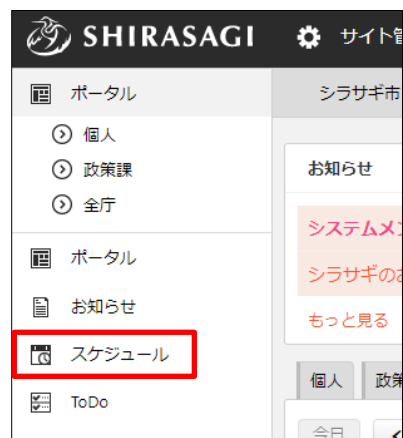 SHIRASAGI
サイト
ポータル
シラサギ市
個人
政策課
お知らせ
全庁
システムメ
ポータル
シラサギのお
お知らせ
もっと見る
スケジュール
個人
政策
ToDo
今日